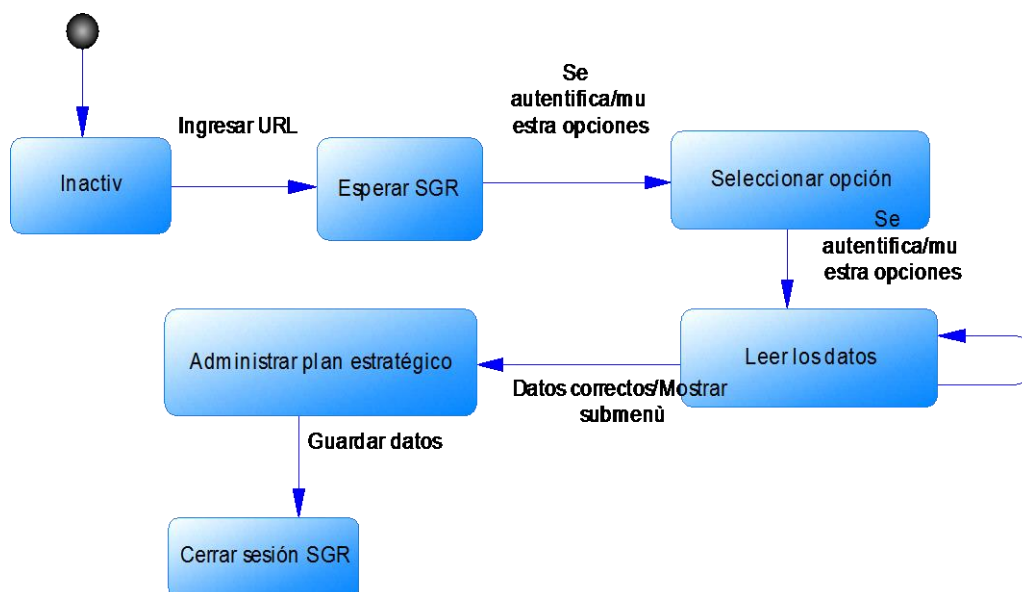 Inactiv
Ingresar URL
Esperar SGR
Se
autentifica/mu
estra opciones
Seleccionar opción
Se
autentifica/mu
estra opciones
Leer los datos
Datos correctos/Mostrar
submenù
Administrar plan estratégico
Guardar datos
Cerrar sesión SGR